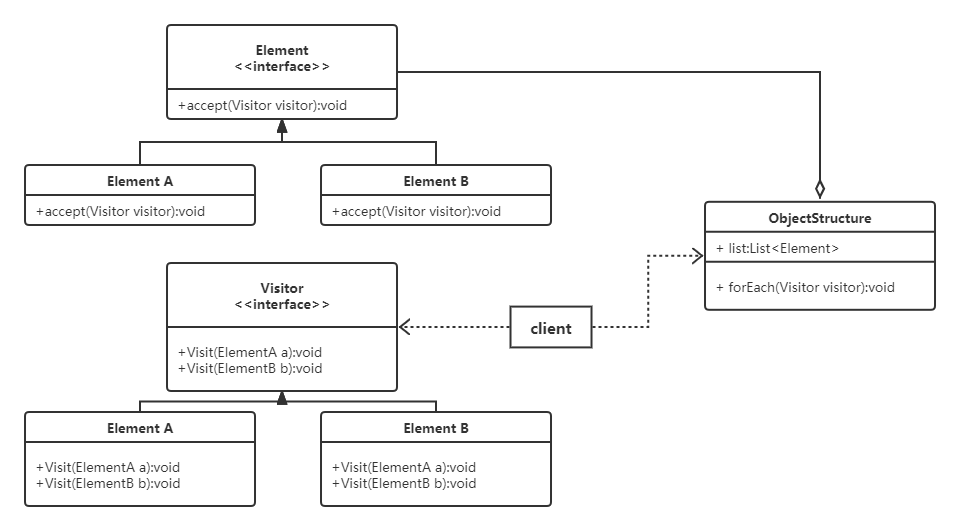 Element
<<interface>>
+accept(Visitor visitor):void
Element A
+accept(Visitor visitor):void
Element B
+accept(Visitor visitor):void
ObjectStructure
+ list:List<Element>
+ forEach(Visitor visitor):void
Visitor
<<interface>>
+Visit(ElementA a):void
+Visit(ElementB b):void
client
Element A
+Visit(ElementA a):void
+Visit(ElementB b):void
Element B
+Visit(ElementA a):void
+Visit(ElementB b):void